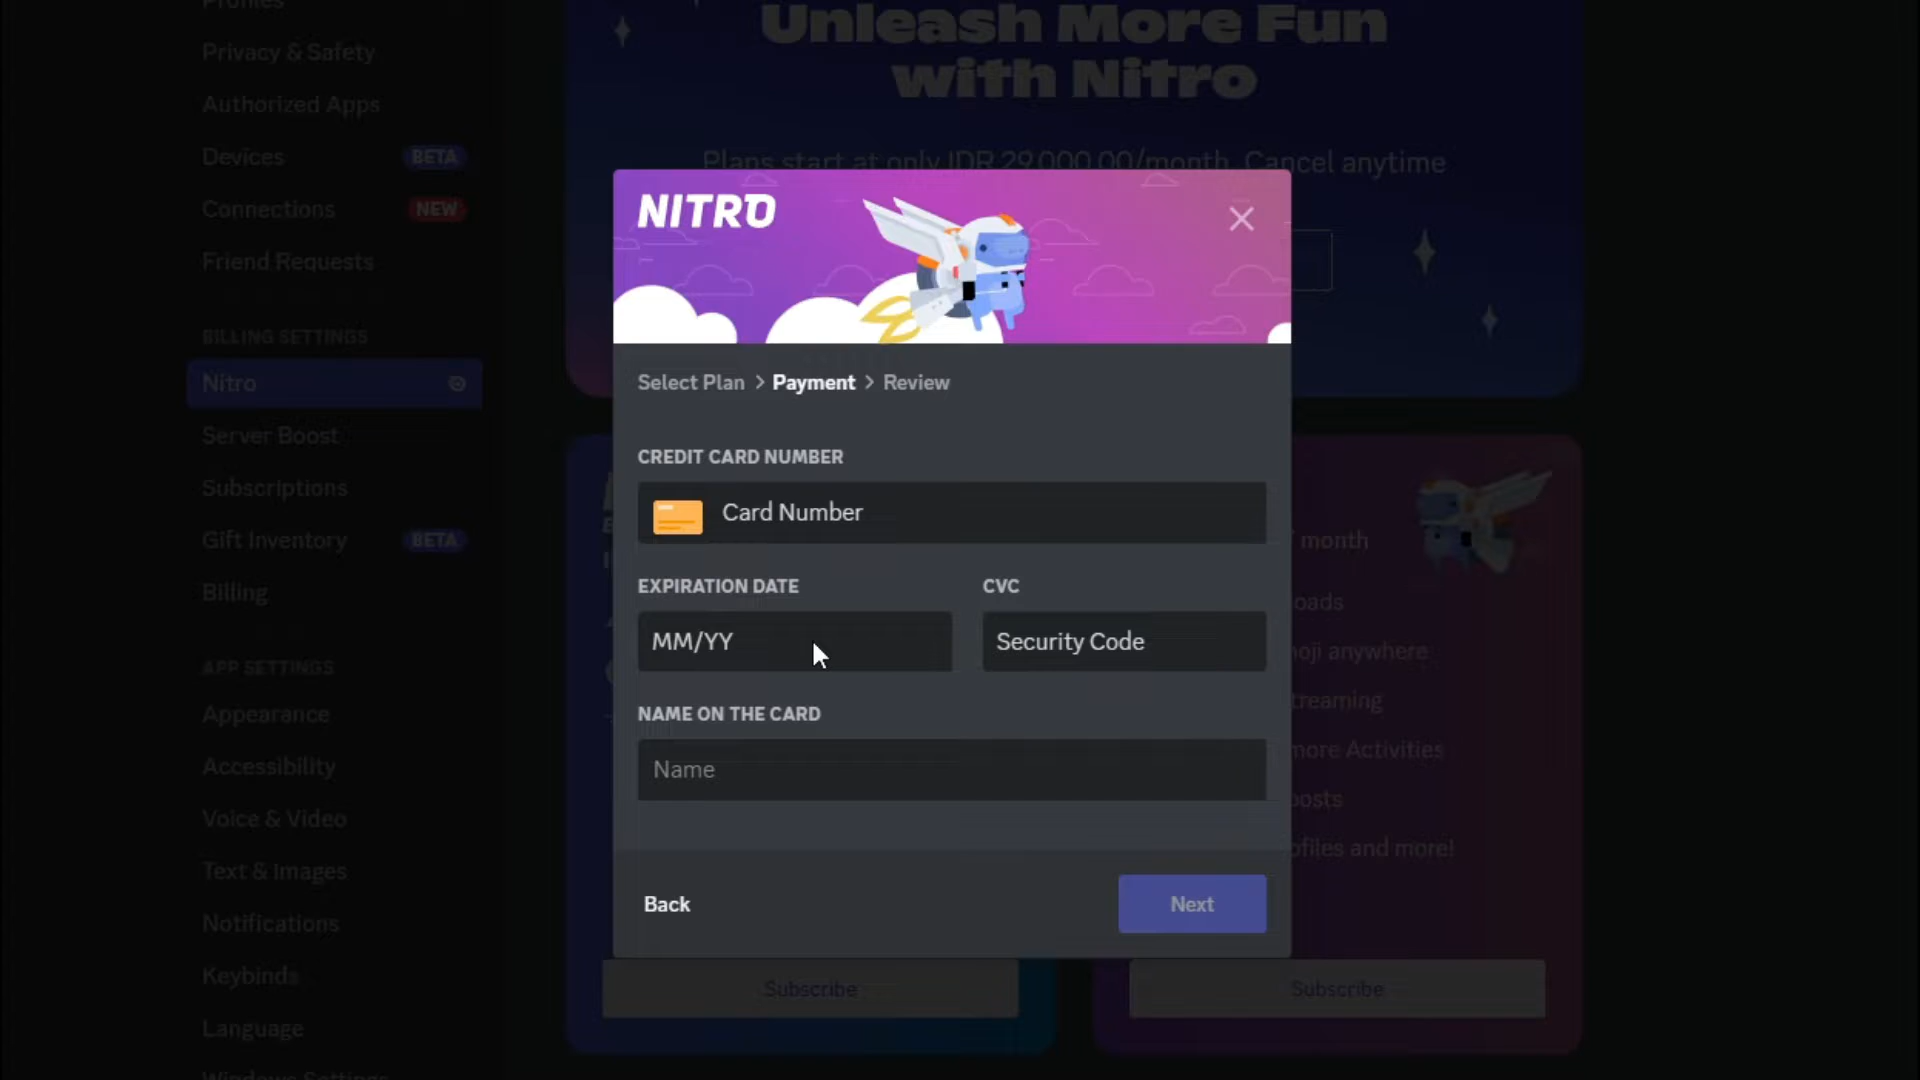 Profiles
Privacy & Safety
Authorized Apps
Devices BETA
Connections NEW
Friend Requests
BILLING SETTINGS
Nitro
Server Boost
Subscriptions
Gift Inventory BETA
Billing
APP SETTINGS
Appearance
Accessibility
Voice & Video
Text & Images
Notifications
Keybinds
Language
Windows Settings
Unleash More Fun
with Nitro
Plans start at only IDR 29,000.00/month. Cancel anytime
NITRO
Select Plan > Payment > Review
CREDIT CARD NUMBER
Card Number
EXPIRATION DATE CVC
MM/YY Security Code
NAME ON THE CARD
Name
Back Next
month
oads
oji anywhere
treaming
more Activities
oosts
ofiles and more!
Subscribe Subscribe